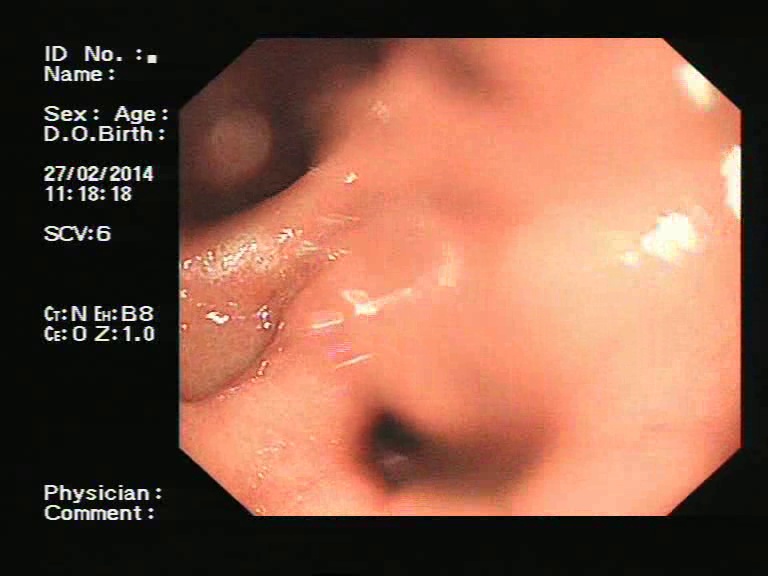 ID No. :
Name:
Sex: Age:
D.O.Birth:
27/02/2014
11:18:18
SCV:6
CT:N EH:B8
CE:0 Z:1.0
Physician:
Comment: